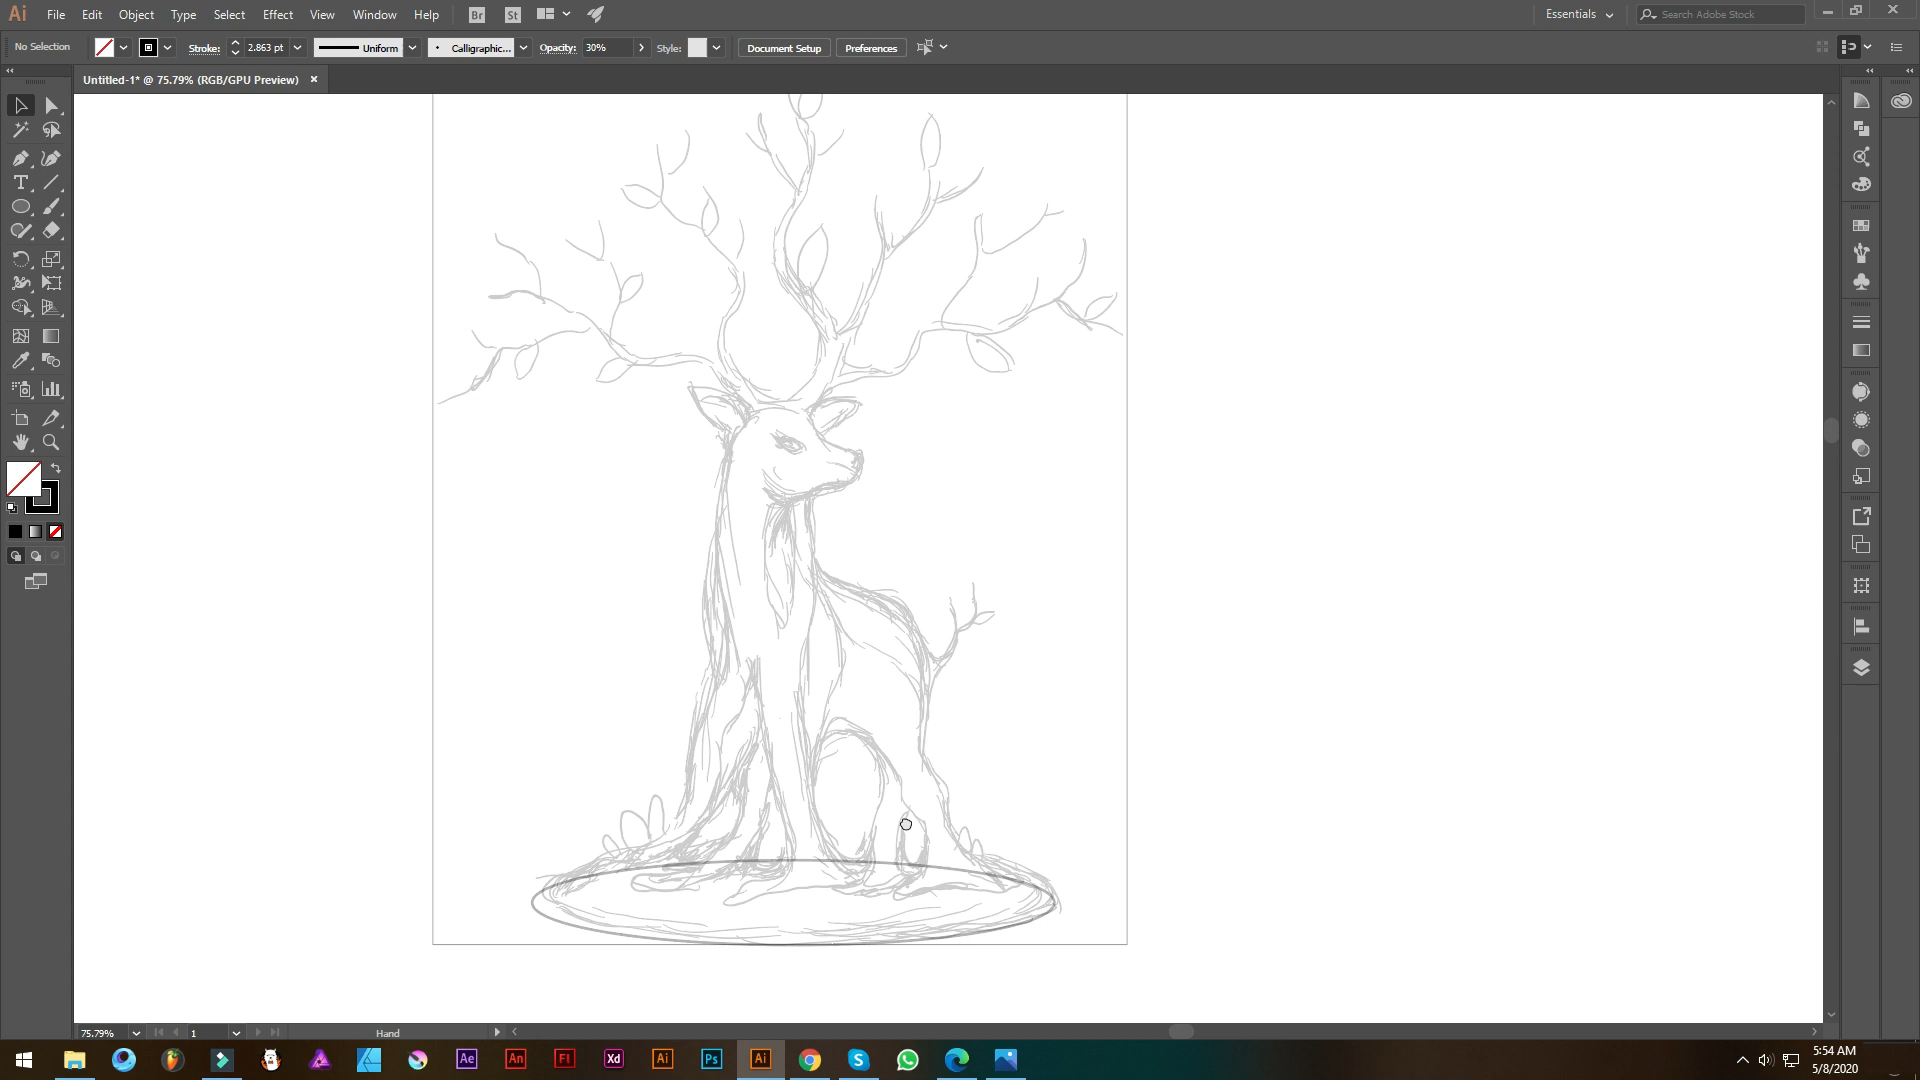 Ai File Edit Object Type Select Effect View Window Help Br St Essentials Search Adobe Stock
No Selection Stroke: 2.863 pt Uniform Calligraphic... Opacity: 30% Style: Document Setup Preferences
Untitled-1* @ 75.79% (RGB/GPU Preview)
75.79% 1 Hand
Ae An Fl Xd Ai Ps Ai
5:54 AM
5/8/2020